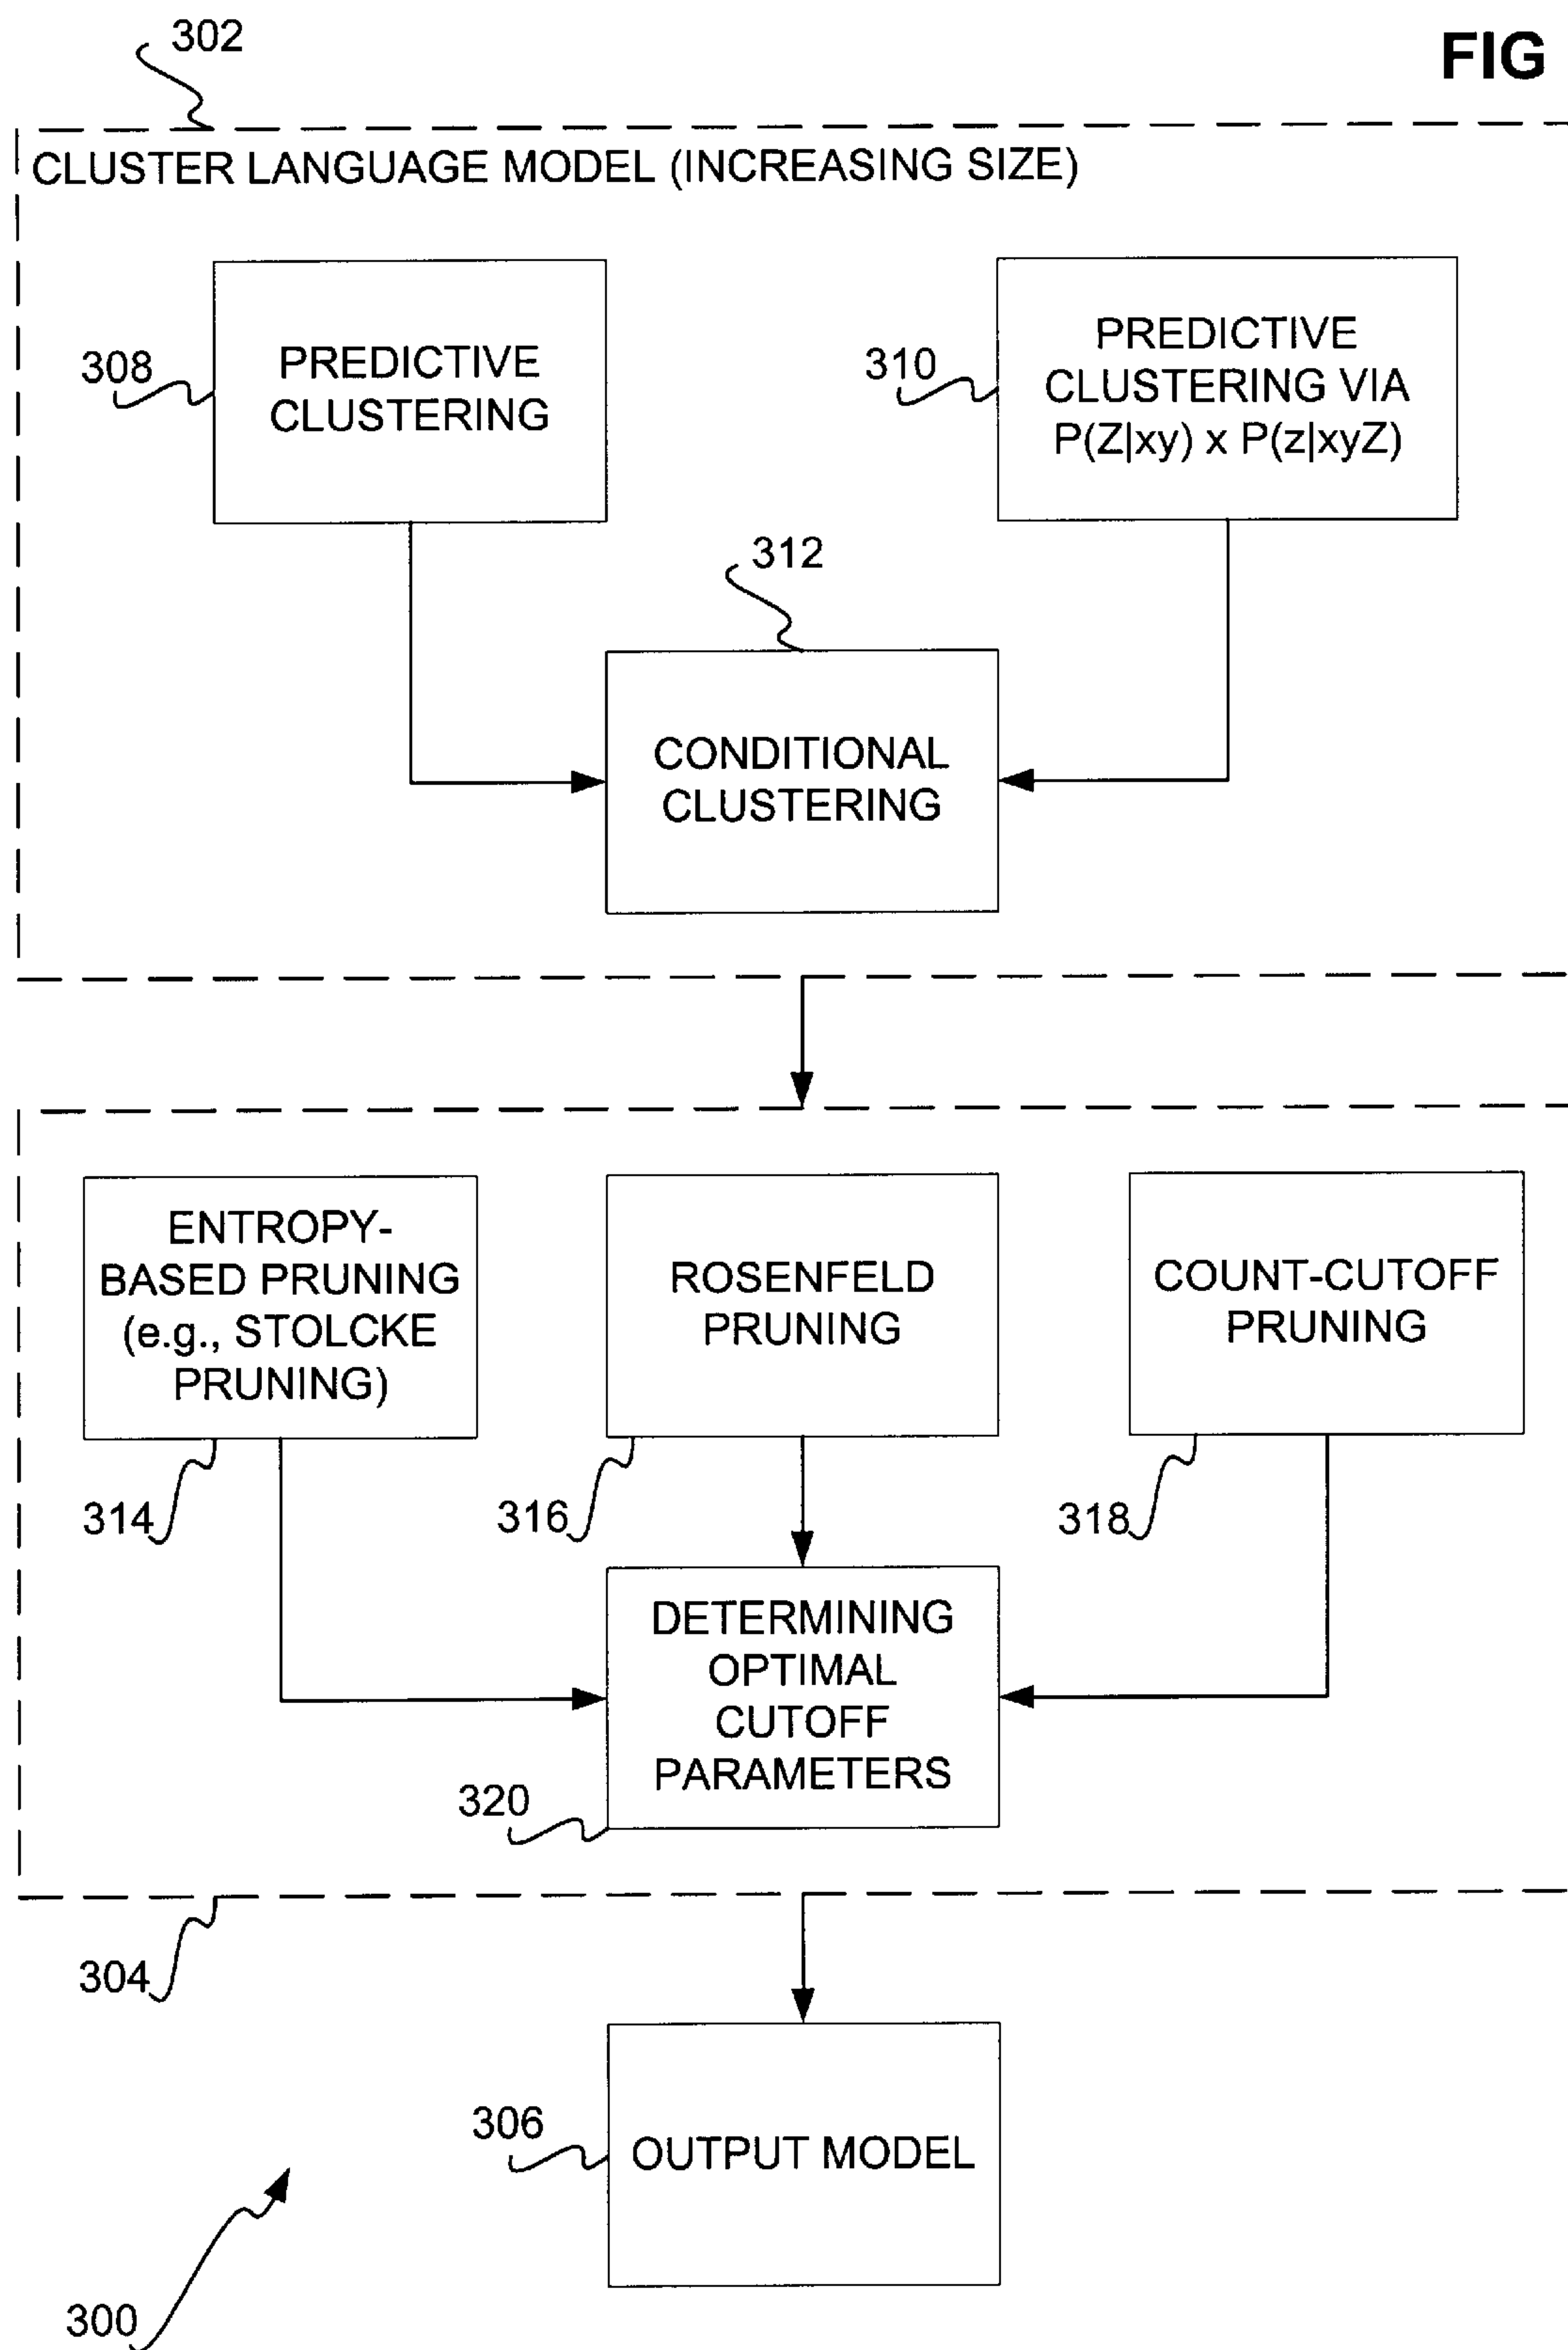 302
FIG
CLUSTER LANGUAGE MODEL (INCREASING SIZE)
308
PREDICTIVE
CLUSTERING
310
PREDICTIVE
CLUSTERING VIA
P(Z|xy) x P(z|xyZ)
312
CONDITIONAL
CLUSTERING
ENTROPY-
BASED PRUNING
(e.g., STOLCKE
PRUNING)
ROSENFELD
PRUNING
COUNT-CUTOFF
PRUNING
314
316
318
DETERMINING
OPTIMAL
CUTOFF
PARAMETERS
320
304
306
OUTPUT MODEL
300